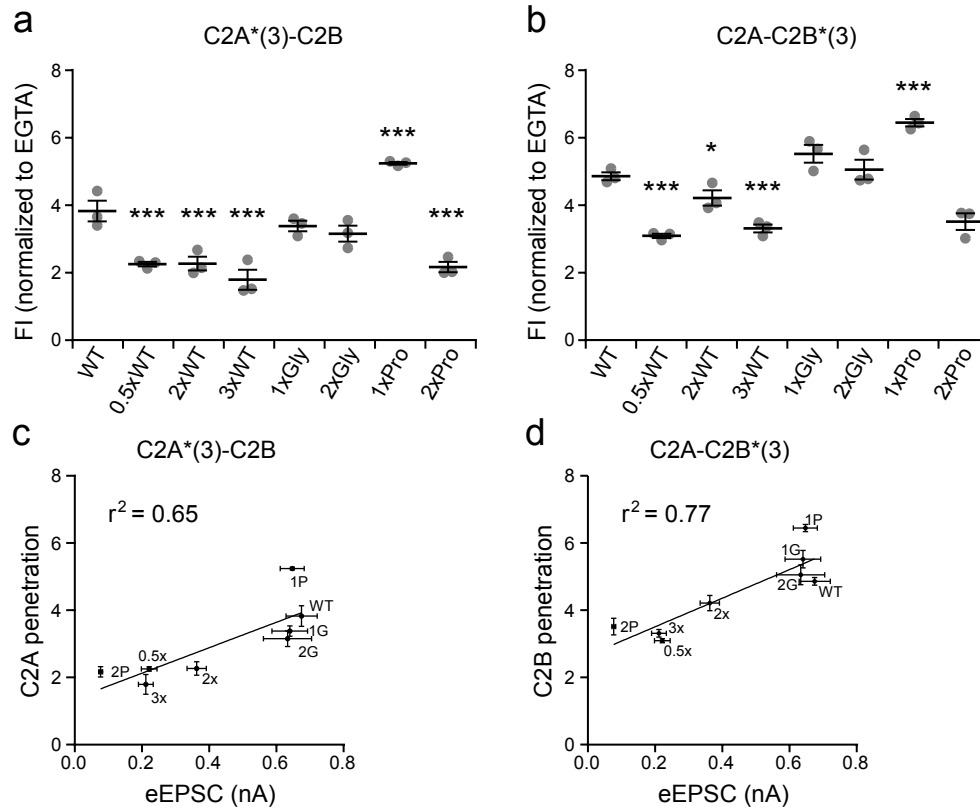 a
C2A*(3)-C2B
FI (normalized to EGTA)
8
6
4
2
0
***
***
***
***
***
WT
0.5xWT
2xWT
3xWT
1xGly
2xGly
1xPro
2xPro
b
C2A-C2B*(3)
FI (normalized to EGTA)
8
6
4
2
0
***
*
***
***
WT
0.5xWT
2xWT
3xWT
1xGly
2xGly
1xPro
2xPro
c
C2A*(3)-C2B
C2A penetration
8
6
4
2
0
r² = 0.65
1P
WT
1G
2G
2P
0.5x
3x
2x
0.0 0.2 0.4 0.6 0.8
eEPSC (nA)
d
C2A-C2B*(3)
C2B penetration
8
6
4
2
0
r² = 0.77
1P
1G
2G
WT
2x
2P
3x
0.5x
0.0 0.2 0.4 0.6 0.8
eEPSC (nA)